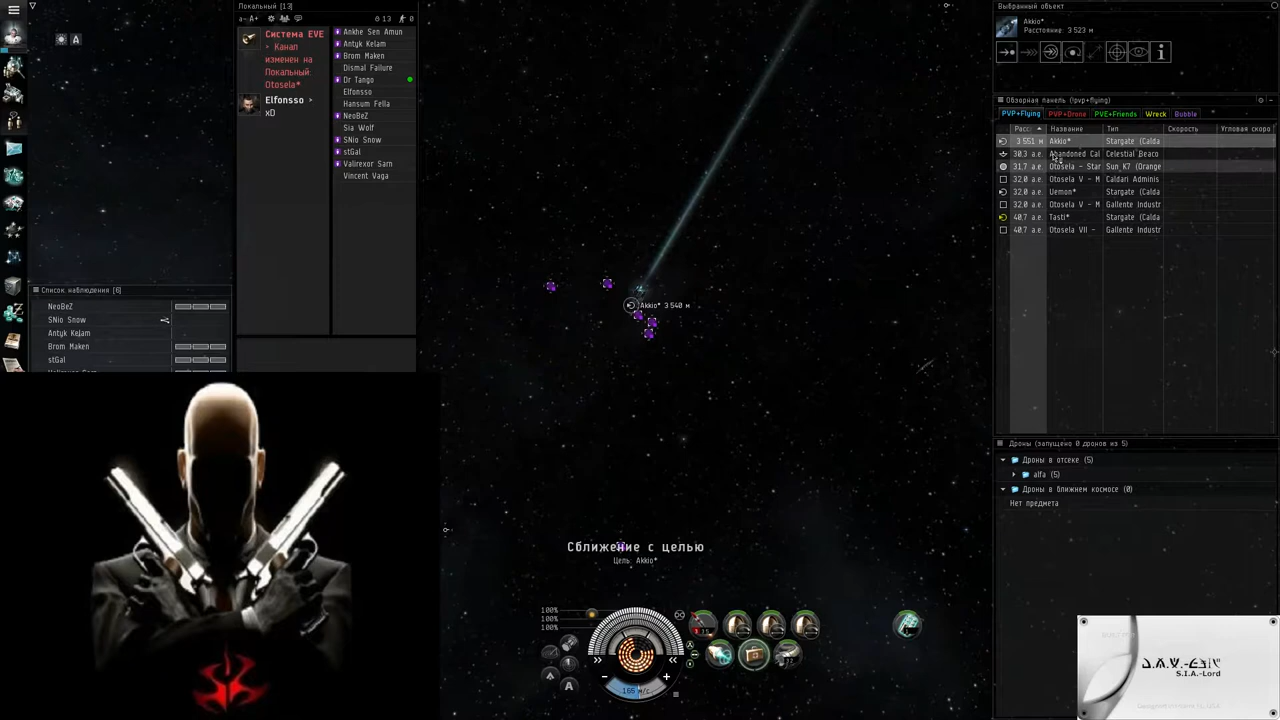 Локальный [13]
13
0
Система EVE
> Канал
изменен на
Локальный:
Otosela*
Elfonsso >
xD
Ankhe Sen Amun
Antyk Kelam
Brom Maken
Dismal Failure
Dr Tango
Elfonsso
Hansum Fella
NeoBeZ
Sia Wolf
SNio Snow
stGal
Valirexor Sarn
Vincent Vaga
Список наблюдения [6]
NeoBeZ
SNio Snow
Antyk Kelam
Brom Maken
stGal
Akkio* 3 540 м
Выбранный объект
Akkio*
Расстояние: 3 523 м
Обзорная панель (!pvp+flying)
PVP+Flying PVP+Drone PVE+Friends Wreck Bubble
Расс Название Тип Скорость Угловая скоро
3 551 м Akkio* Stargate (Calda
30,3 а.е. Abandoned Cal Celestial Beaco
31,7 а.е. Otosela - Star Sun K7 (Orange
32,0 а.е. Otosela V - M Caldari Adminis
32,0 а.е. Uemon* Stargate (Calda
32,0 а.е. Otosela V - M Gallente Industr
40,7 а.е. Tasti* Stargate (Calda
40,7 а.е. Otosela VII - Gallente Industr
Дроны (запущено 0 дронов из 5)
Дроны в отсеке (5)
alfa (5)
Дроны в ближнем космосе (0)
Нет предмета
Сближение с целью
Цель: Akkio*
100%
100%
100%
165 м/с
S.I.A.-Lord